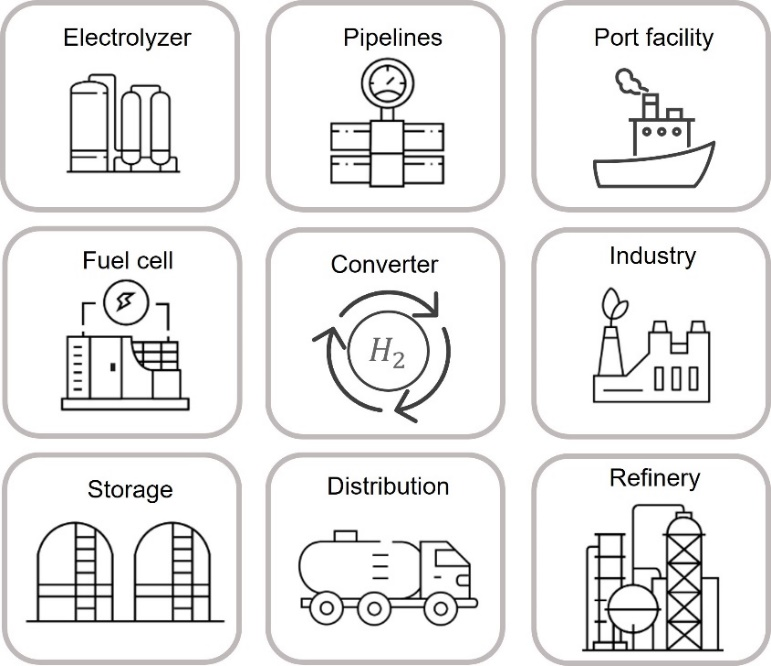 Electrolyzer
Pipelines
Port facility
Fuel cell
Converter
H₂
Industry
Storage
Distribution
Refinery